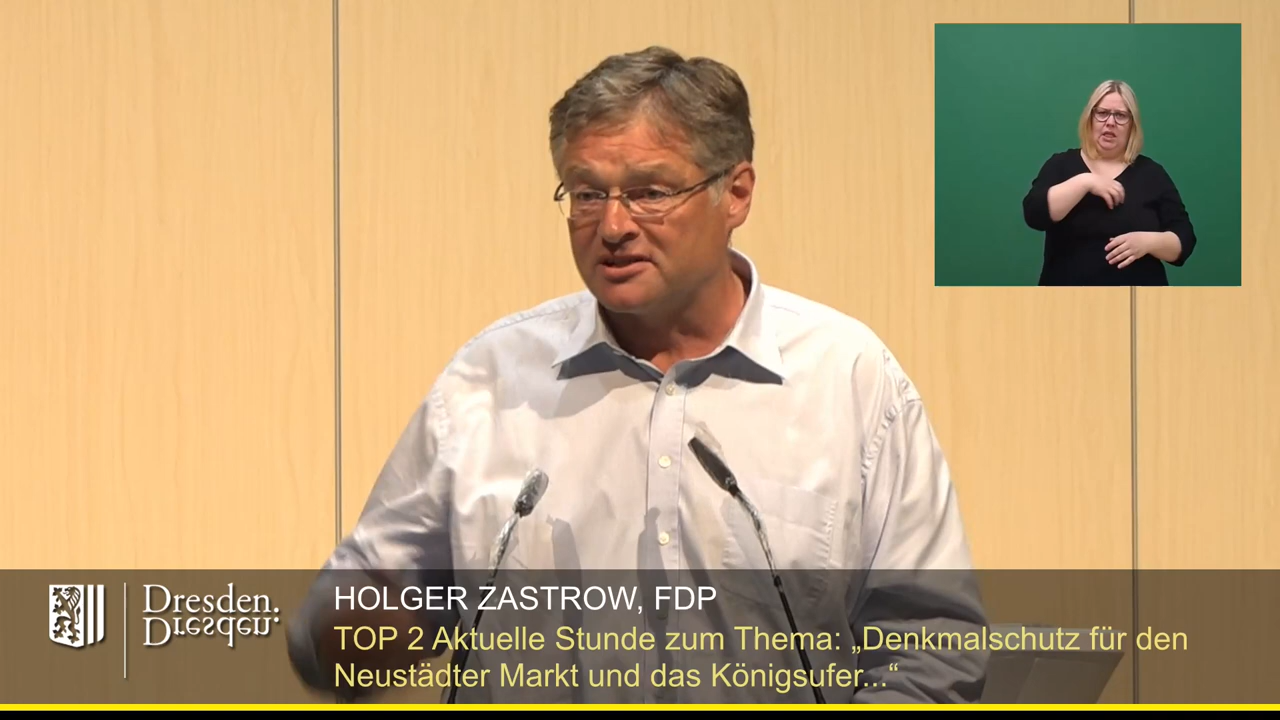 Dresden.
Dresden.
HOLGER ZASTROW, FDP
TOP 2 Aktuelle Stunde zum Thema: „Denkmalschutz für den
Neustädter Markt und das Königsufer...“